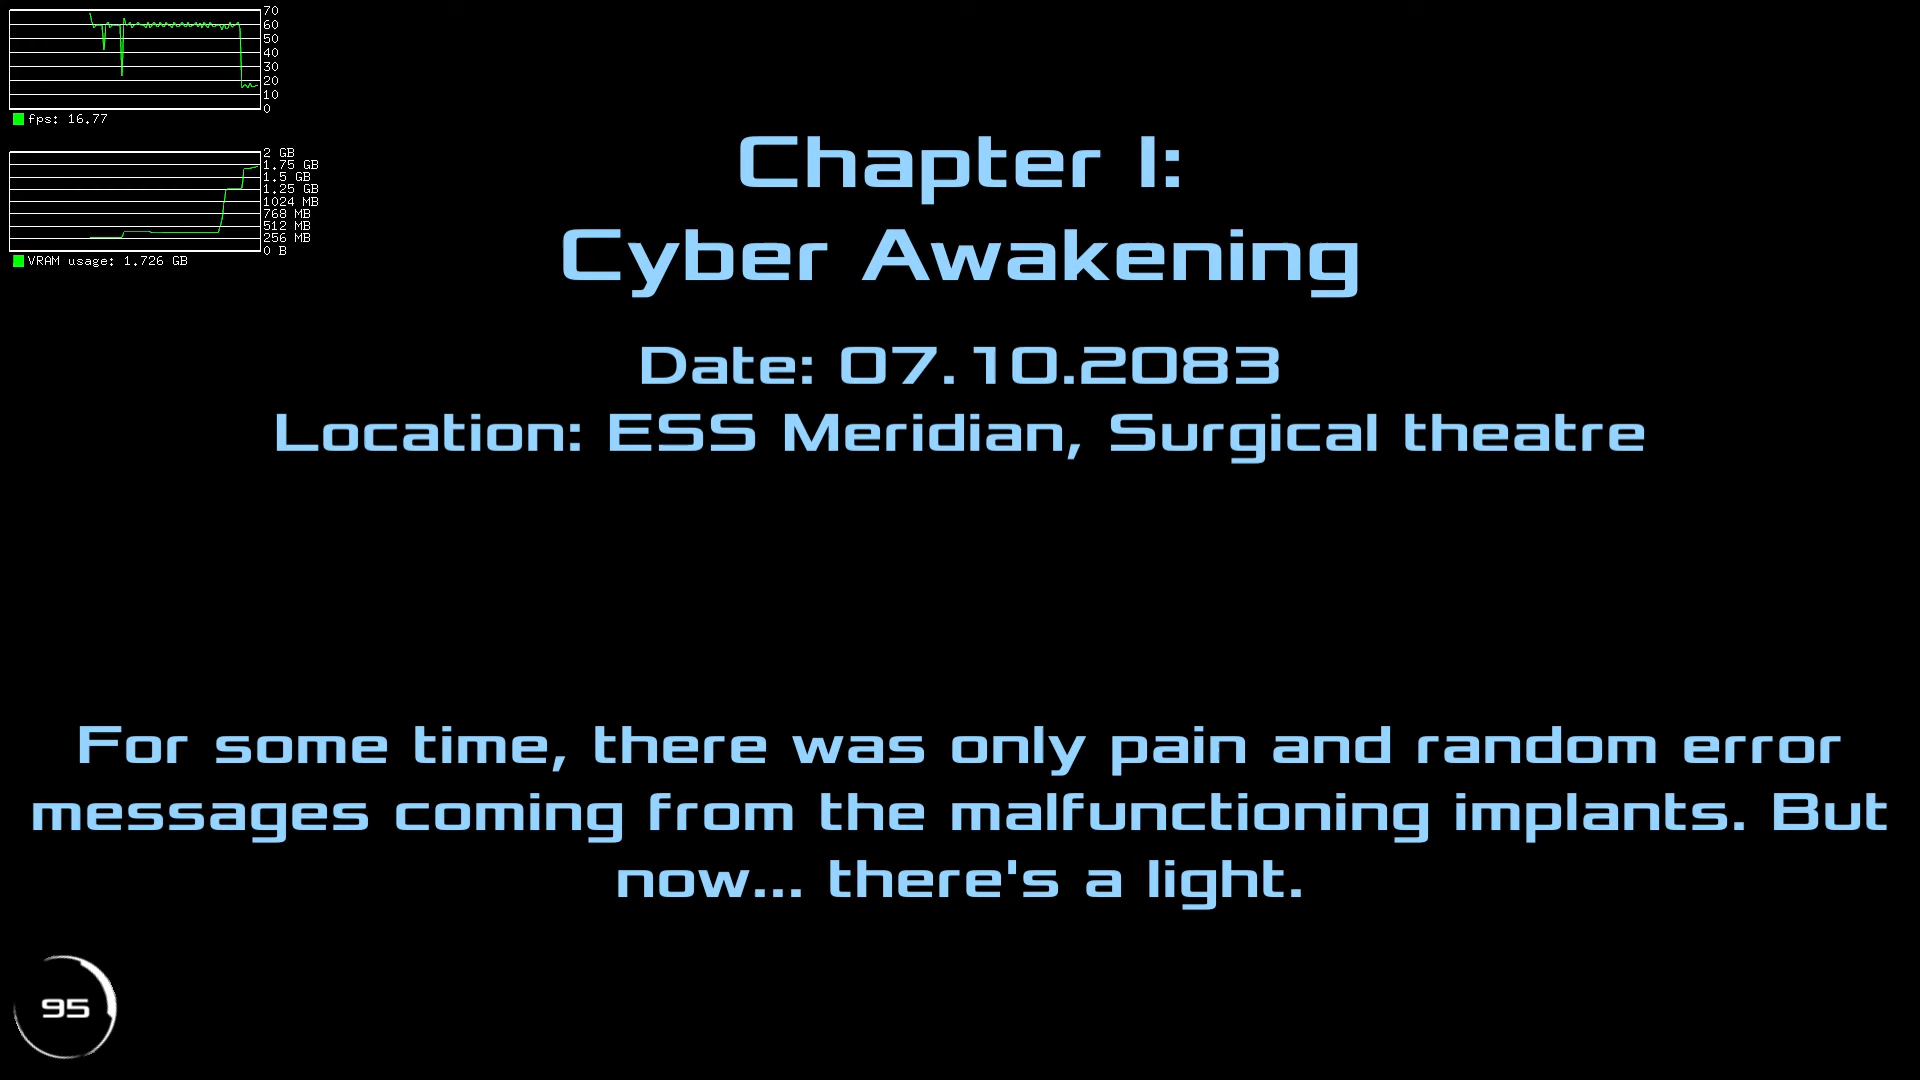 70
60
50
40
30
20
10
0
fps: 16.77
2 GB
1.75 GB
1.5 GB
1.25 GB
1024 MB
768 MB
512 MB
256 MB
0 B
VRAM usage: 1.726 GB
Chapter I:
Cyber Awakening
Date: 07.10.2083
Location: ESS Meridian, Surgical theatre
For some time, there was only pain and random error
messages coming from the malfunctioning implants. But
now... there's a light.
95